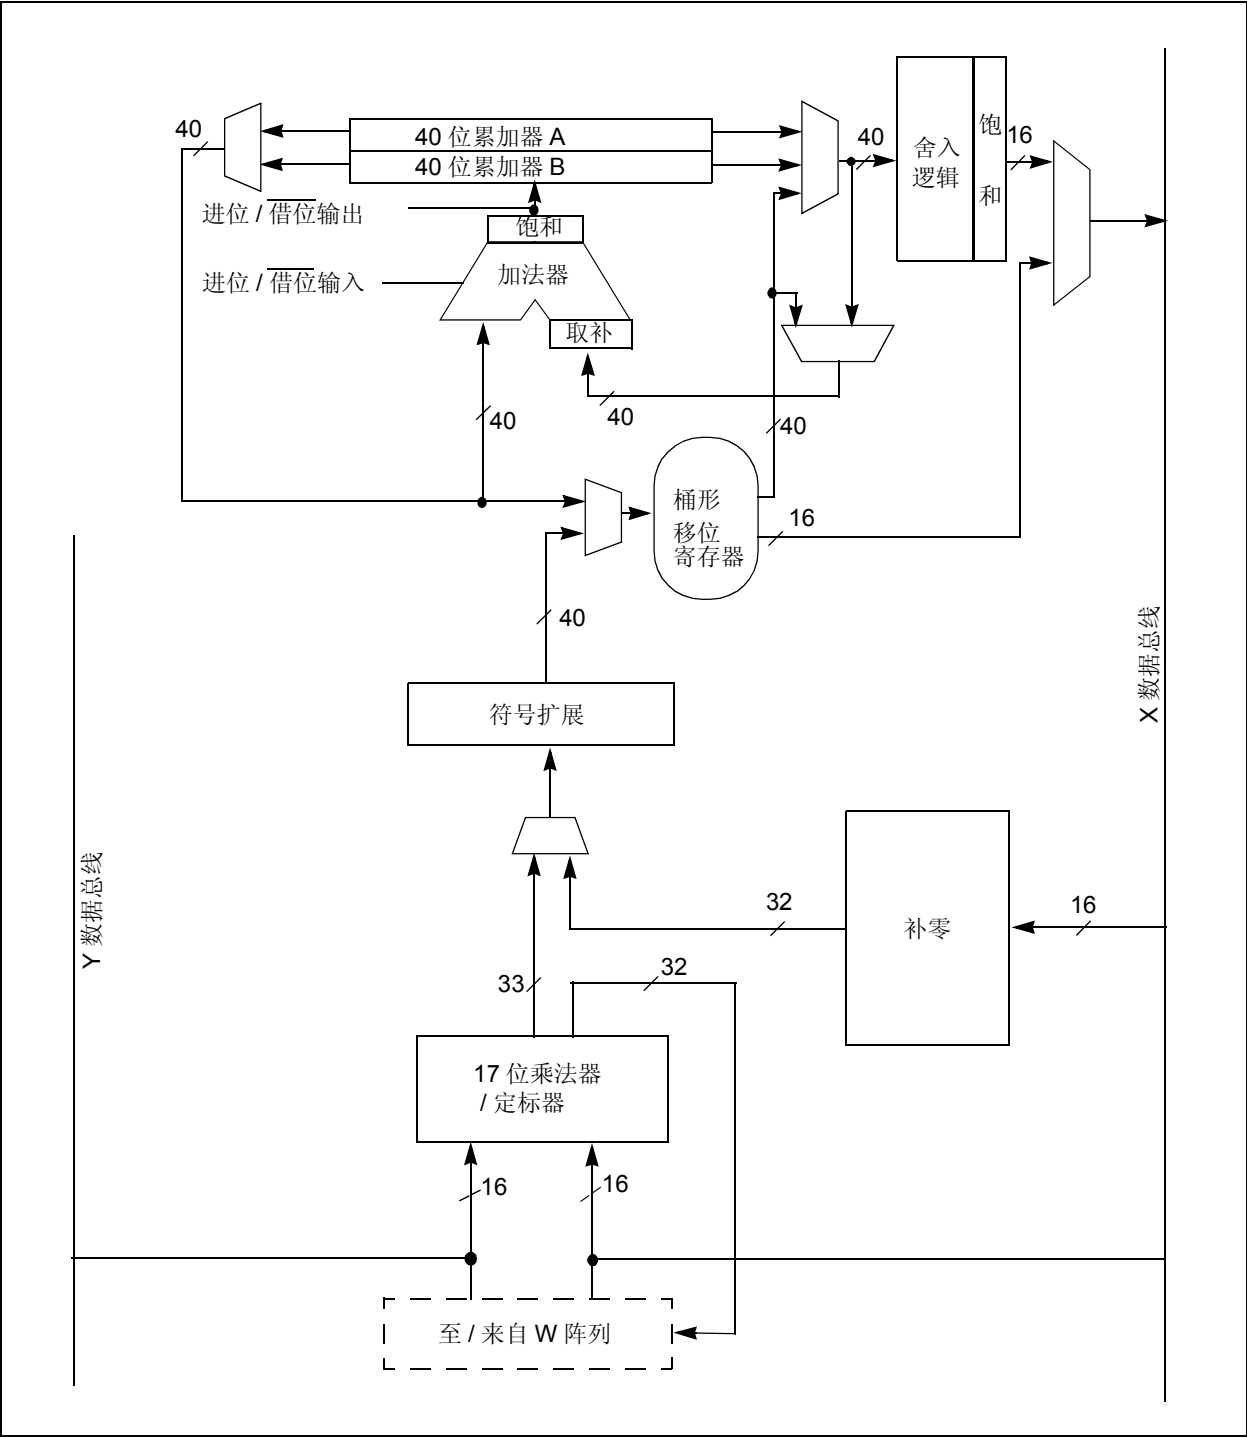 40
40 位累加器 A
40 位累加器 B
40
舍入
逻辑
饱
和
16
进位 / 借位输出
饱和
进位 / 借位输入
加法器
取补
40
40
40
桶形
移位
寄存器
16
40
X 数据总线
符号扩展
Y 数据总线
32
补零
16
33
32
17 位乘法器
/ 定标器
16
16
至 / 来自 W 阵列